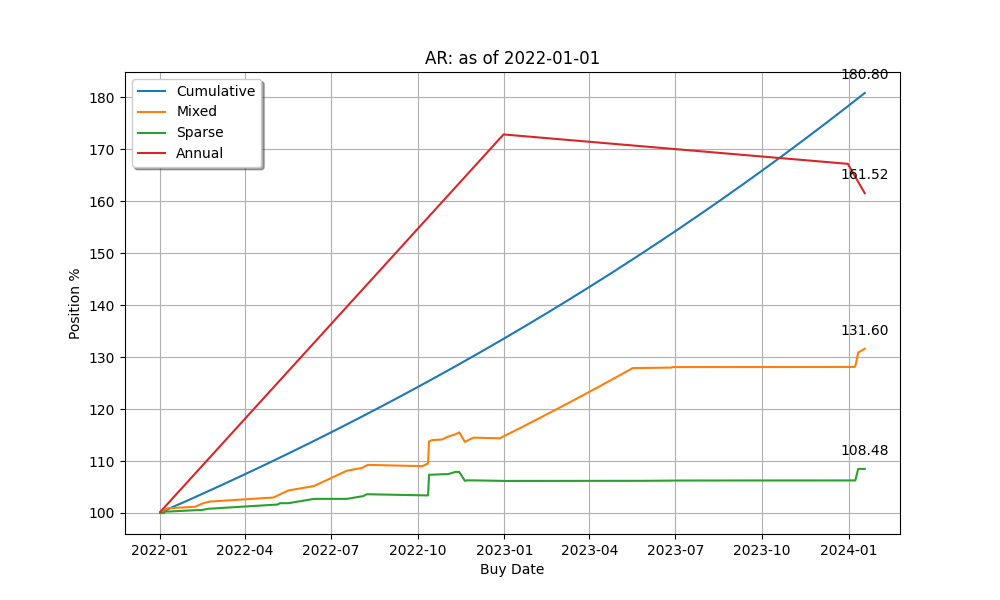 AR: as of 2022-01-01
180.80
180
Cumulative
Mixed
Sparse
Annual
170
161.52
160
150
140
Position %
131.60
130
120
108.48
110
100
2022-01 2022-04 2022-07 2022-10 2023-01 2023-04 2023-07 2023-10 2024-01
Buy Date